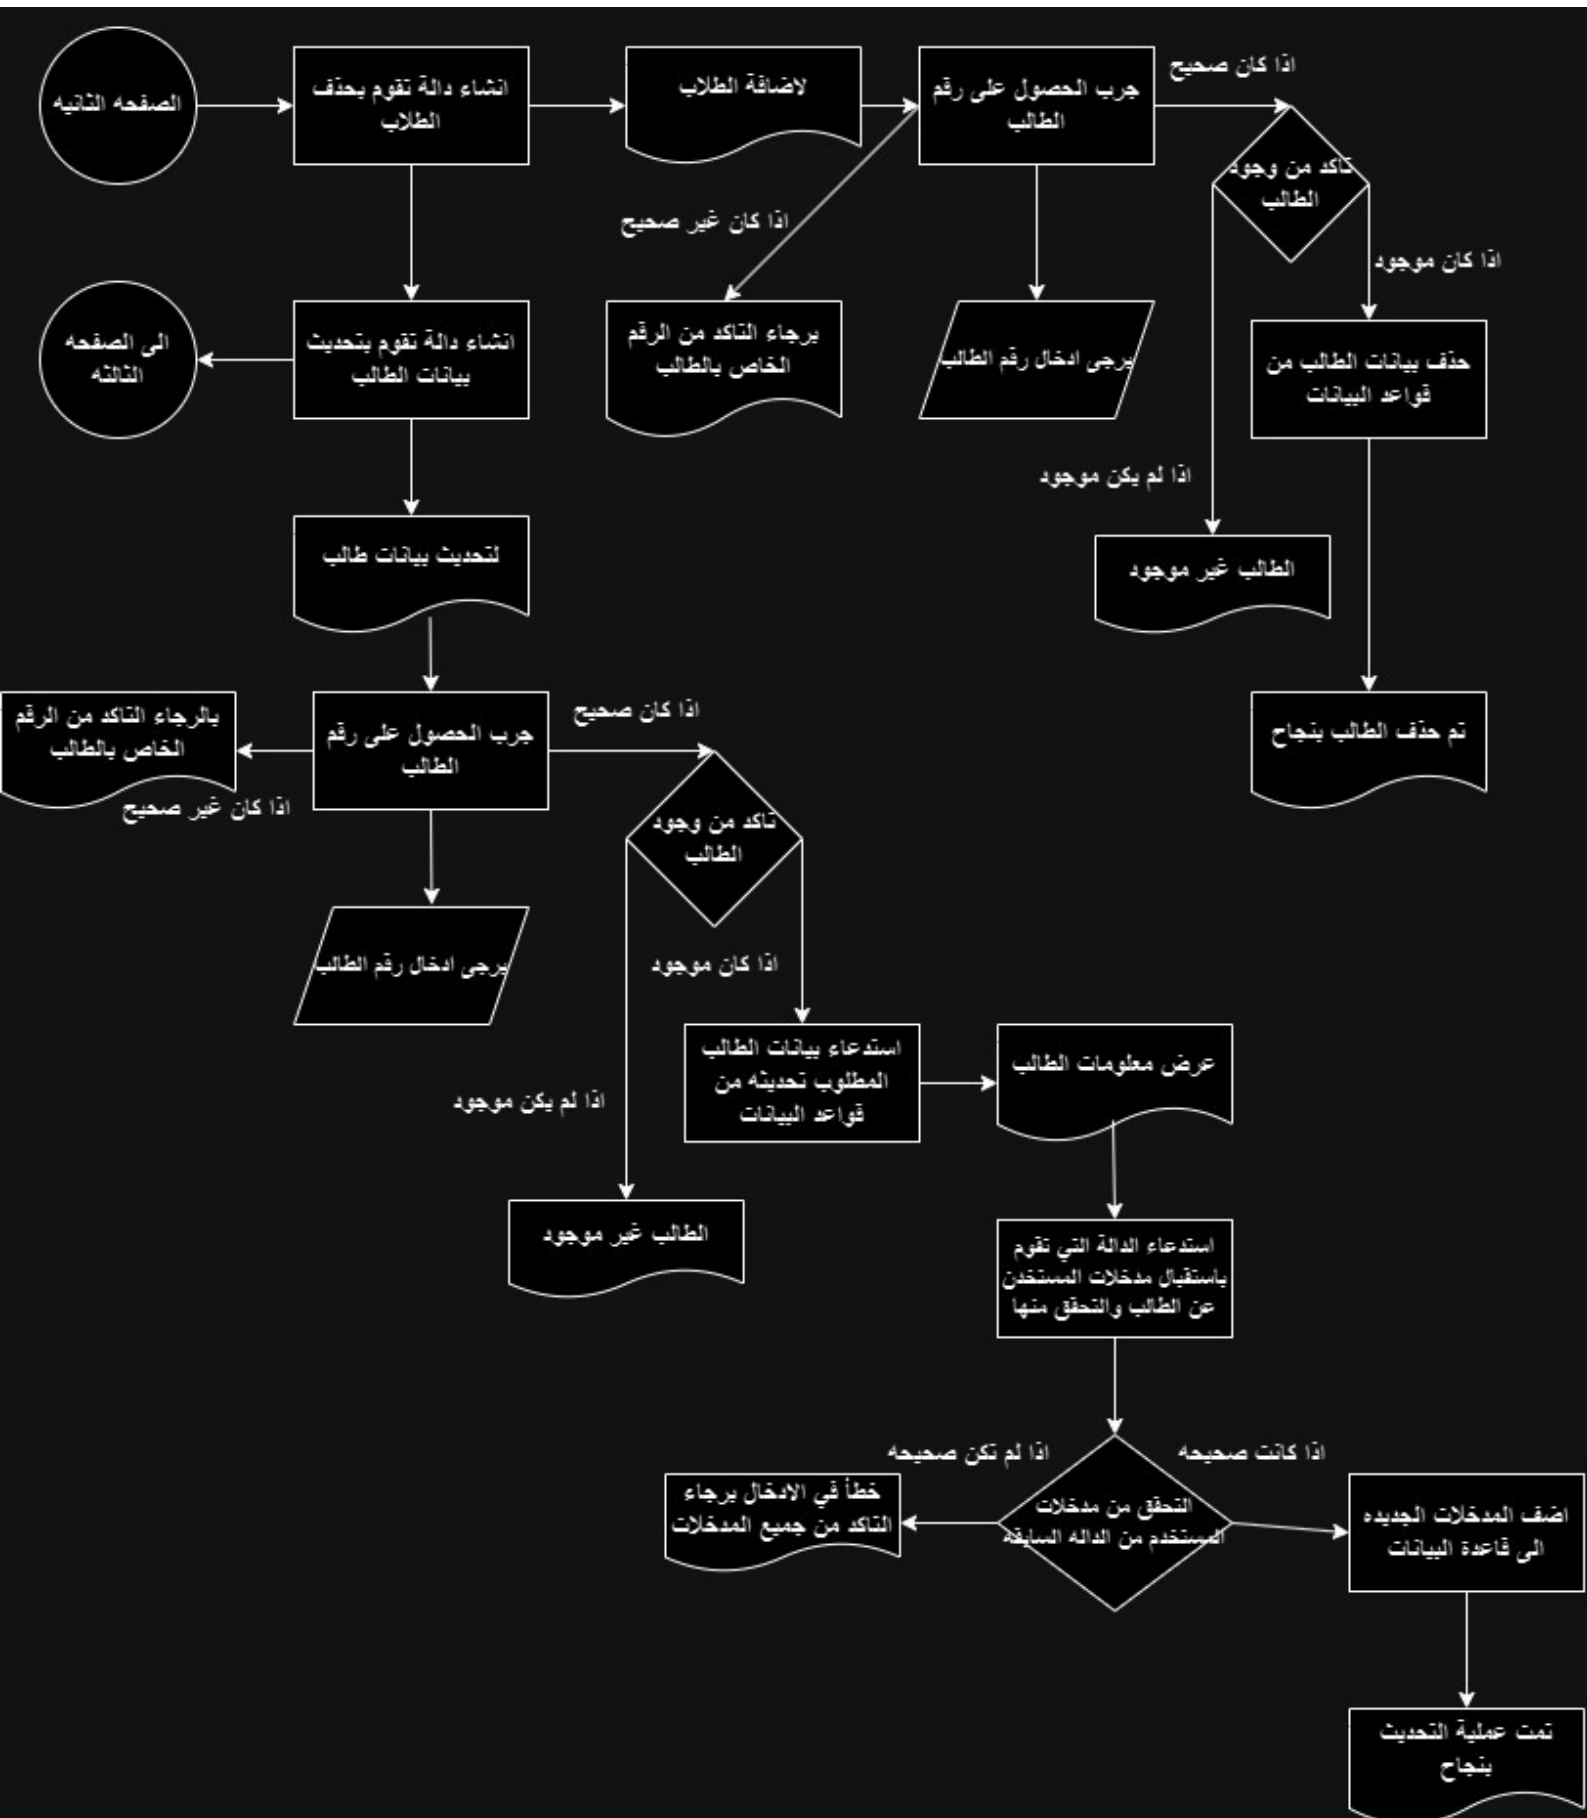 الصفحه الثانيه
انشاء دالة تقوم بحذف
الطلاب
لاضافة الطلاب
جرب الحصول على رقم
الطالب
اذا كان صحيح
تاكد من وجود
الطالب
اذا كان غير صحيح
اذا كان موجود
الى الصفحه
الثالثه
انشاء دالة تقوم بتحديث
بيانات الطالب
برجاء التاكد من الرقم
الخاص بالطالب
يرجى ادخال رقم الطالب
حذف بيانات الطالب من
قواعد البيانات
اذا لم يكن موجود
لتحديث بيانات طالب
الطالب غير موجود
بالرجاء التاكد من الرقم
الخاص بالطالب
اذا كان غير صحيح
جرب الحصول على رقم
الطالب
اذا كان صحيح
تم حذف الطالب بنجاح
تاكد من وجود
الطالب
يرجى ادخال رقم الطالب
اذا كان موجود
استدعاء بيانات الطالب
المطلوب تحديثه من
قواعد البيانات
عرض معلومات الطالب
اذا لم يكن موجود
الطالب غير موجود
استدعاء الدالة التي تقوم
باستقبال مدخلات المستخدن
عن الطالب والتحقق منها
اذا لم تكن صحيحه
اذا كانت صحيحه
خطأ في الادخال برجاء
التاكد من جميع المدخلات
التحقق من مدخلات
المستخدم من الداله السابقه
اضف المدخلات الجديده
الى قاعدة البيانات
تمت عملية التحديث
بنجاح